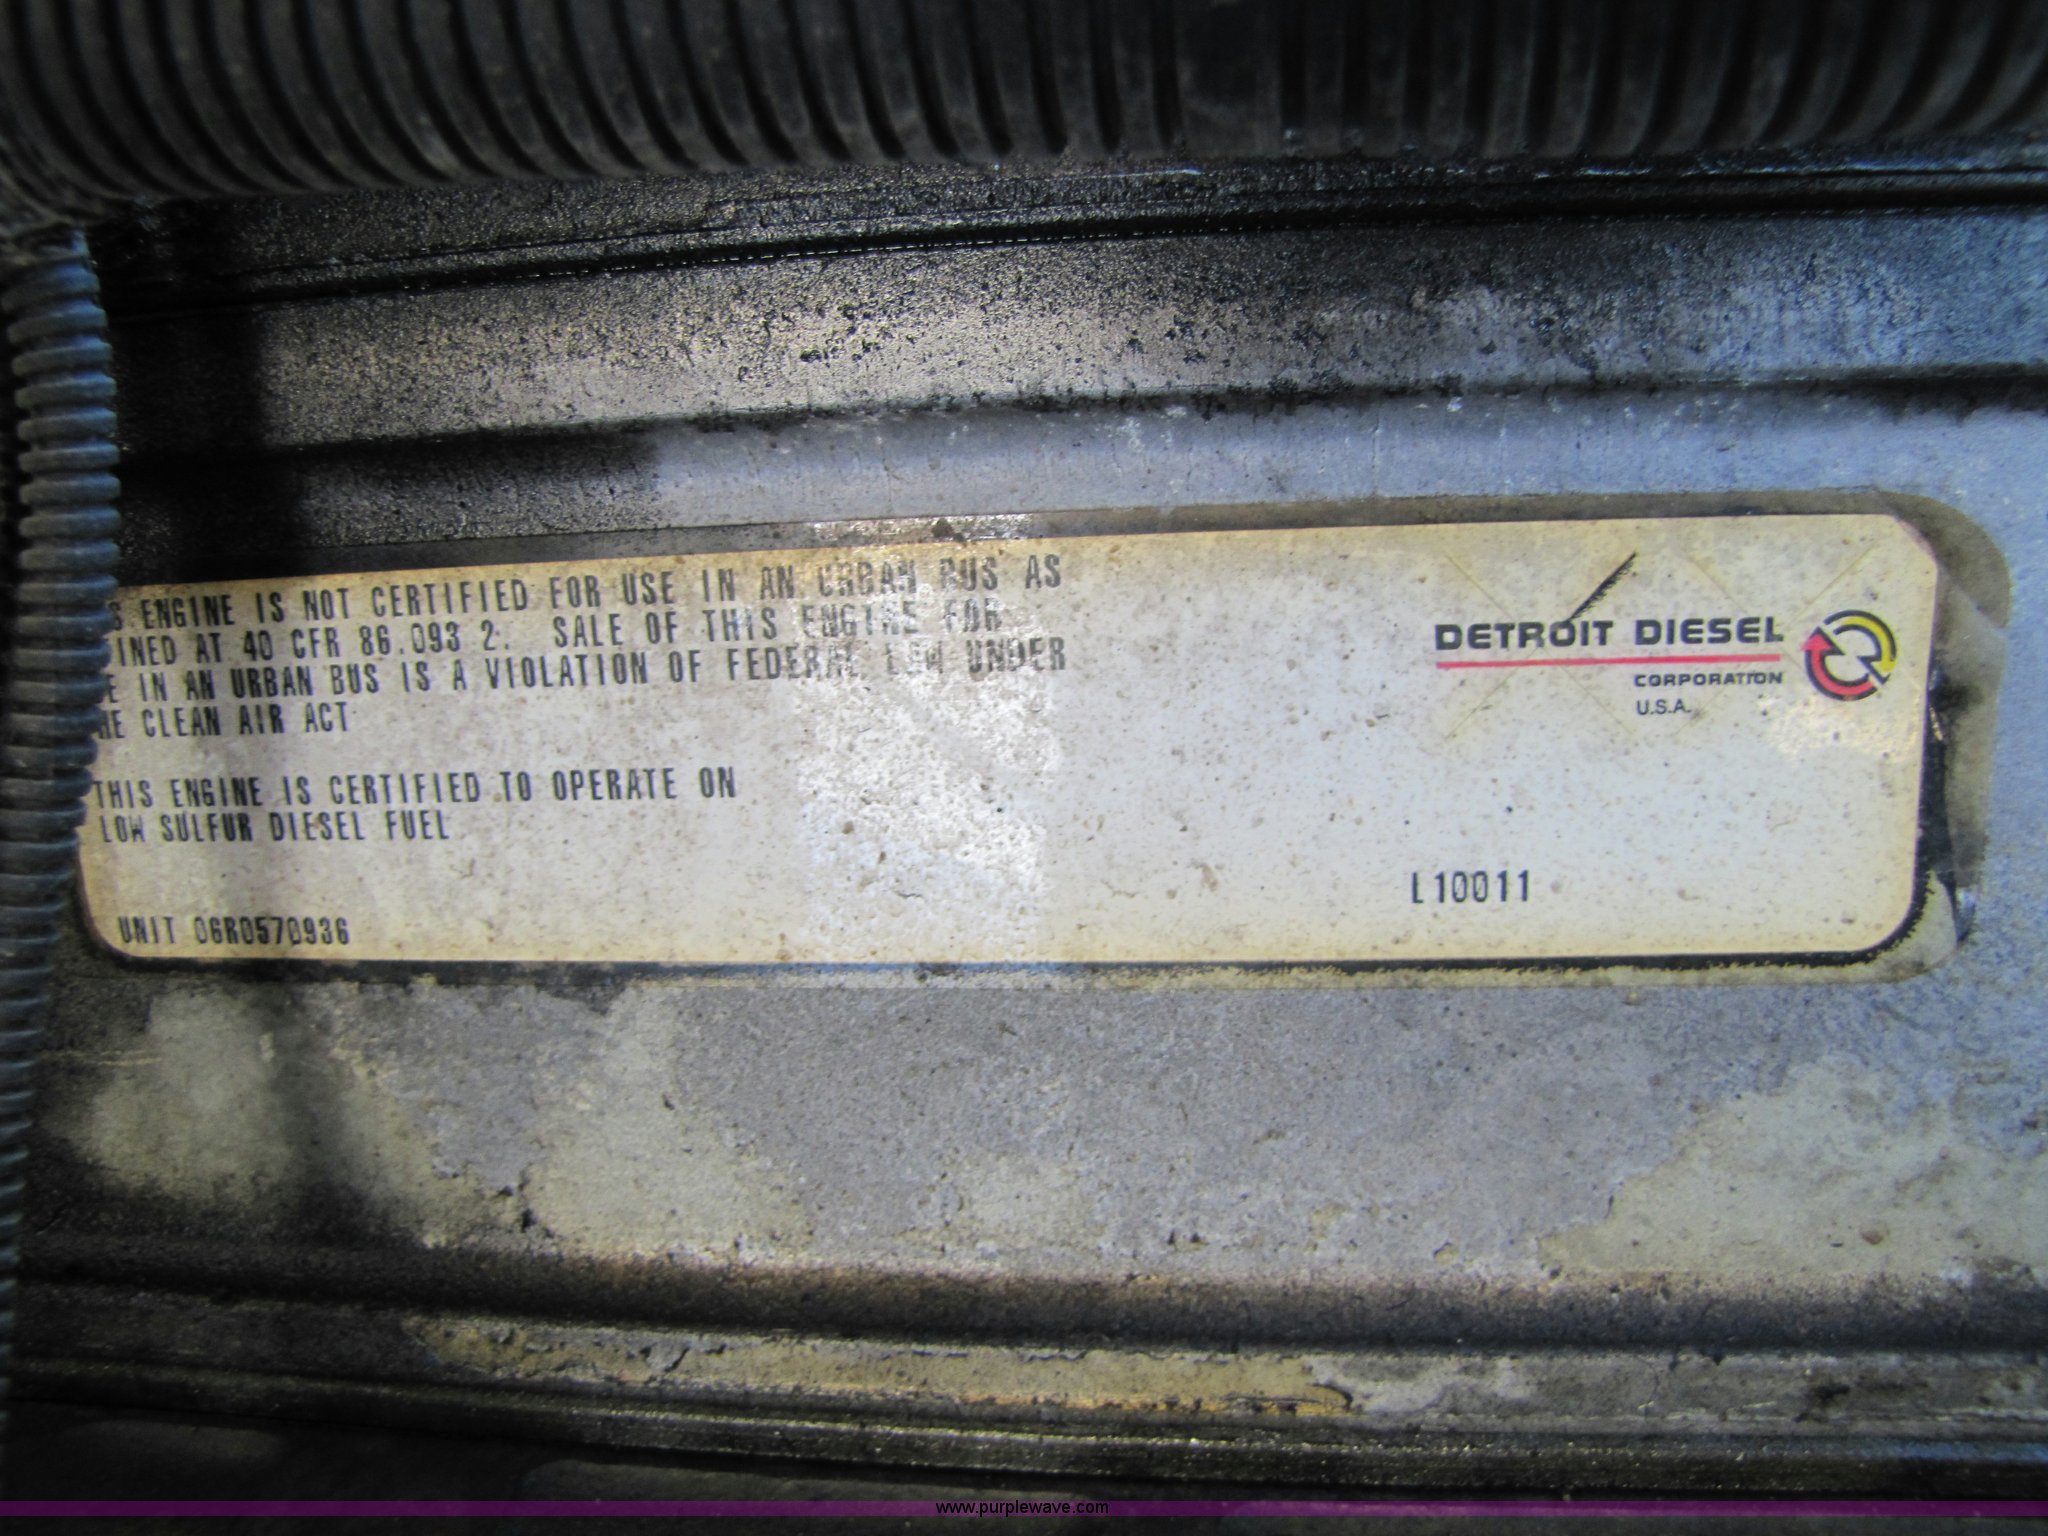 S ENGINE IS NOT CERTIFIED FOR USE IN AN URBAN BUS AS
FINED AT 40 CFR 86.093 2. SALE OF THIS ENGINE FOR
E IN AN URBAN BUS IS A VIOLATION OF FEDERAL LAW UNDER
HE CLEAN AIR ACT
THIS ENGINE IS CERTIFIED TO OPERATE ON
LOW SULFUR DIESEL FUEL
UNIT 06R0570936
DETROIT DIESEL
CORPORATION
U.S.A.
L10011
www.purplewave.com